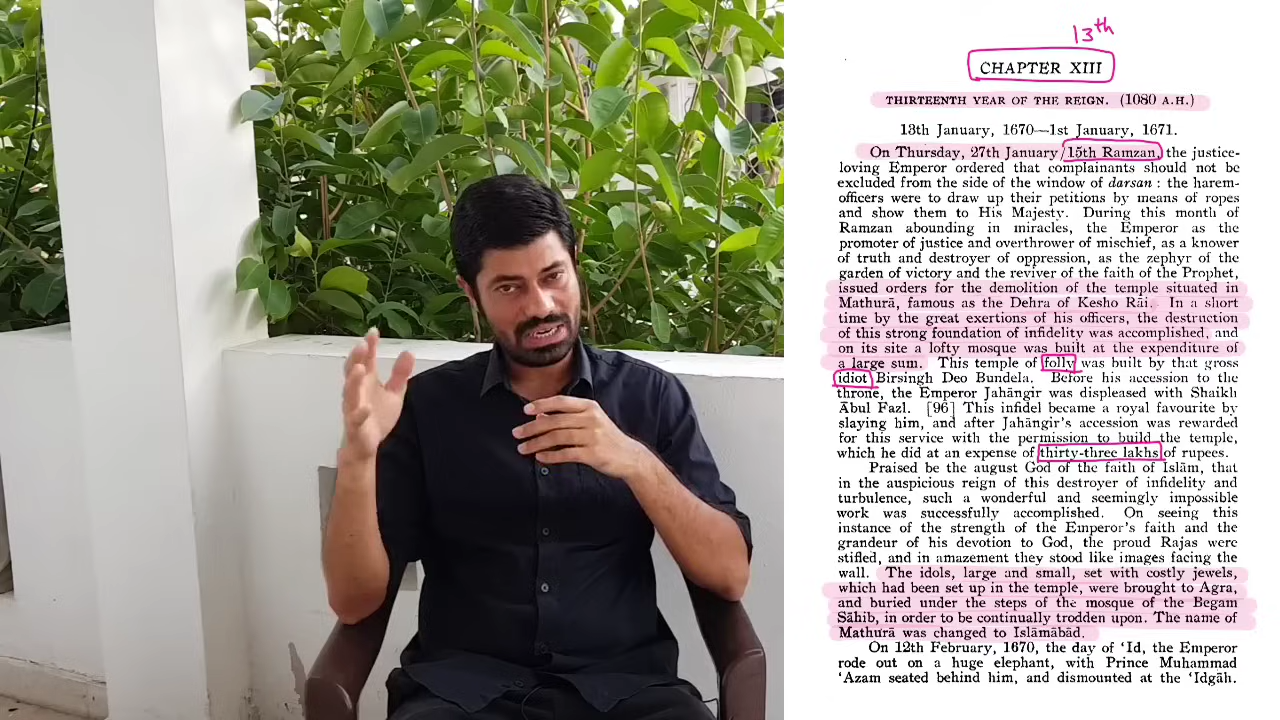 13th
CHAPTER XIII
THIRTEENTH YEAR OF THE REIGN. (1080 A.H.)
13th January, 1670—1st January, 1671.
On Thursday, 27th January/15th Ramzan, the justice-
loving Emperor ordered that complainants should not be
excluded from the side of the window of darsan : the harem-
officers were to draw up their petitions by means of ropes
and show them to His Majesty. During this month of
Ramzan abounding in miracles, the Emperor as the
promoter of justice and overthrower of mischief, as a knower
of truth and destroyer of oppression, as the zephyr of the
garden of victory and the reviver of the faith of the Prophet,
issued orders for the demolition of the temple situated in
Mathurā, famous as the Dehra of Kesho Rāi. In a short
time by the great exertions of his officers, the destruction
of this strong foundation of infidelity was accomplished, and
on its site a lofty mosque was built at the expenditure of
a large sum. This temple of folly was built by that gross
idiot Birsingh Deo Bundela. Before his accession to the
throne, the Emperor Jahāngir was displeased with Shaikh
Ābul Fazl. [96] This infidel became a royal favourite by
slaying him, and after Jahāngir's accession was rewarded
for this service with the permission to build the temple,
which he did at an expense of thirty-three lakhs of rupees.
Praised be the august God of the faith of Islām, that
in the auspicious reign of this destroyer of infidelity and
turbulence, such a wonderful and seemingly impossible
work was successfully accomplished. On seeing this
instance of the strength of the Emperor's faith and the
grandeur of his devotion to God, the proud Rajas were
stifled, and in amazement they stood like images facing the
wall. The idols, large and small, set with costly jewels,
which had been set up in the temple, were brought to Agra,
and buried under the steps of the mosque of the Begam
Sāhib, in order to be continually trodden upon. The name of
Mathurā was changed to Islāmābād.
On 12th February, 1670, the day of 'Id, the Emperor
rode out on a huge elephant, with Prince Muhammad
'Azam seated behind him, and dismounted at the 'Idgāh.